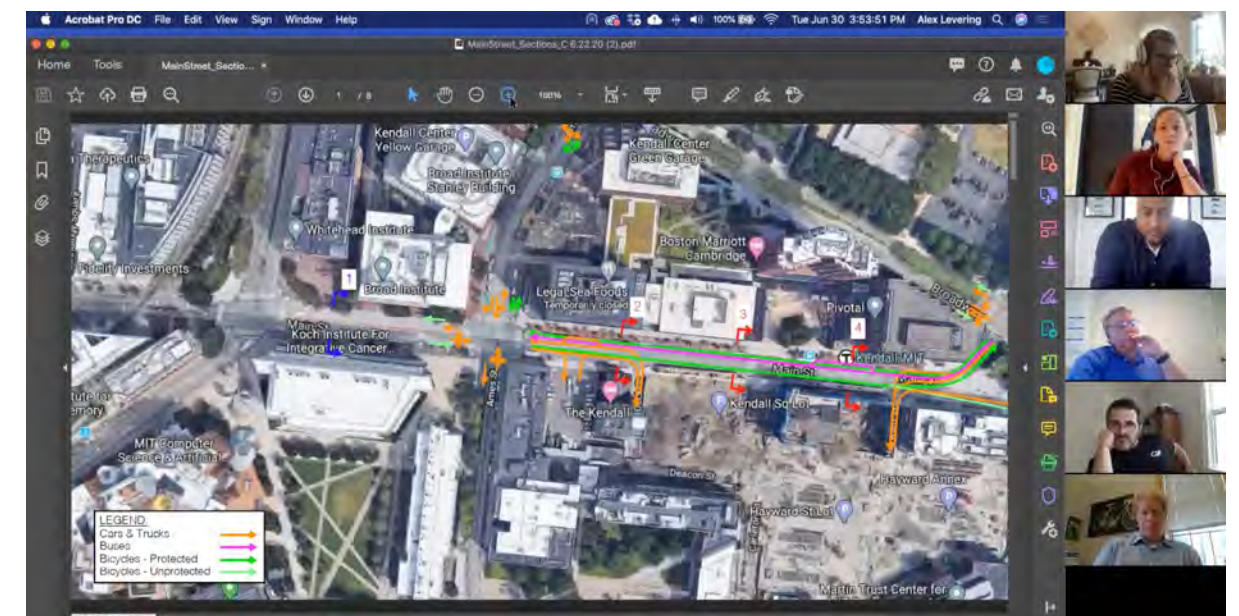 Acrobat Pro DC File Edit View Sign Window Help
100% Tue Jun 30 3:53:51 PM Alex Levering
MainStreet_Sections_C 6.22.20 (2).pdf
Home Tools MainStreet_Sectio... ×
1 / 8 100%
Therapeutics
Kendall Center
Yellow Garage
Kendall Center
Green Garage
Broad Institute
Stanley Building
Whitehead Institute
Fidelity Investments
Boston Marriott
Cambridge
1
Broad Institute
Legal Sea Foods
Temporarily closed
2
3
Pivotal
4
Main St
Koch Institute For
Integrative Cancer...
Kendall/MIT
Main St
Ames St
The Kendall
Kendall Sq Lot
MIT Computer
Science & Artificial
Deacon St
Hayward Annex
Hayward St Lot
Martin Trust Center for
LEGEND:
Cars & Trucks
Buses
Bicycles - Protected
Bicycles - Unprotected